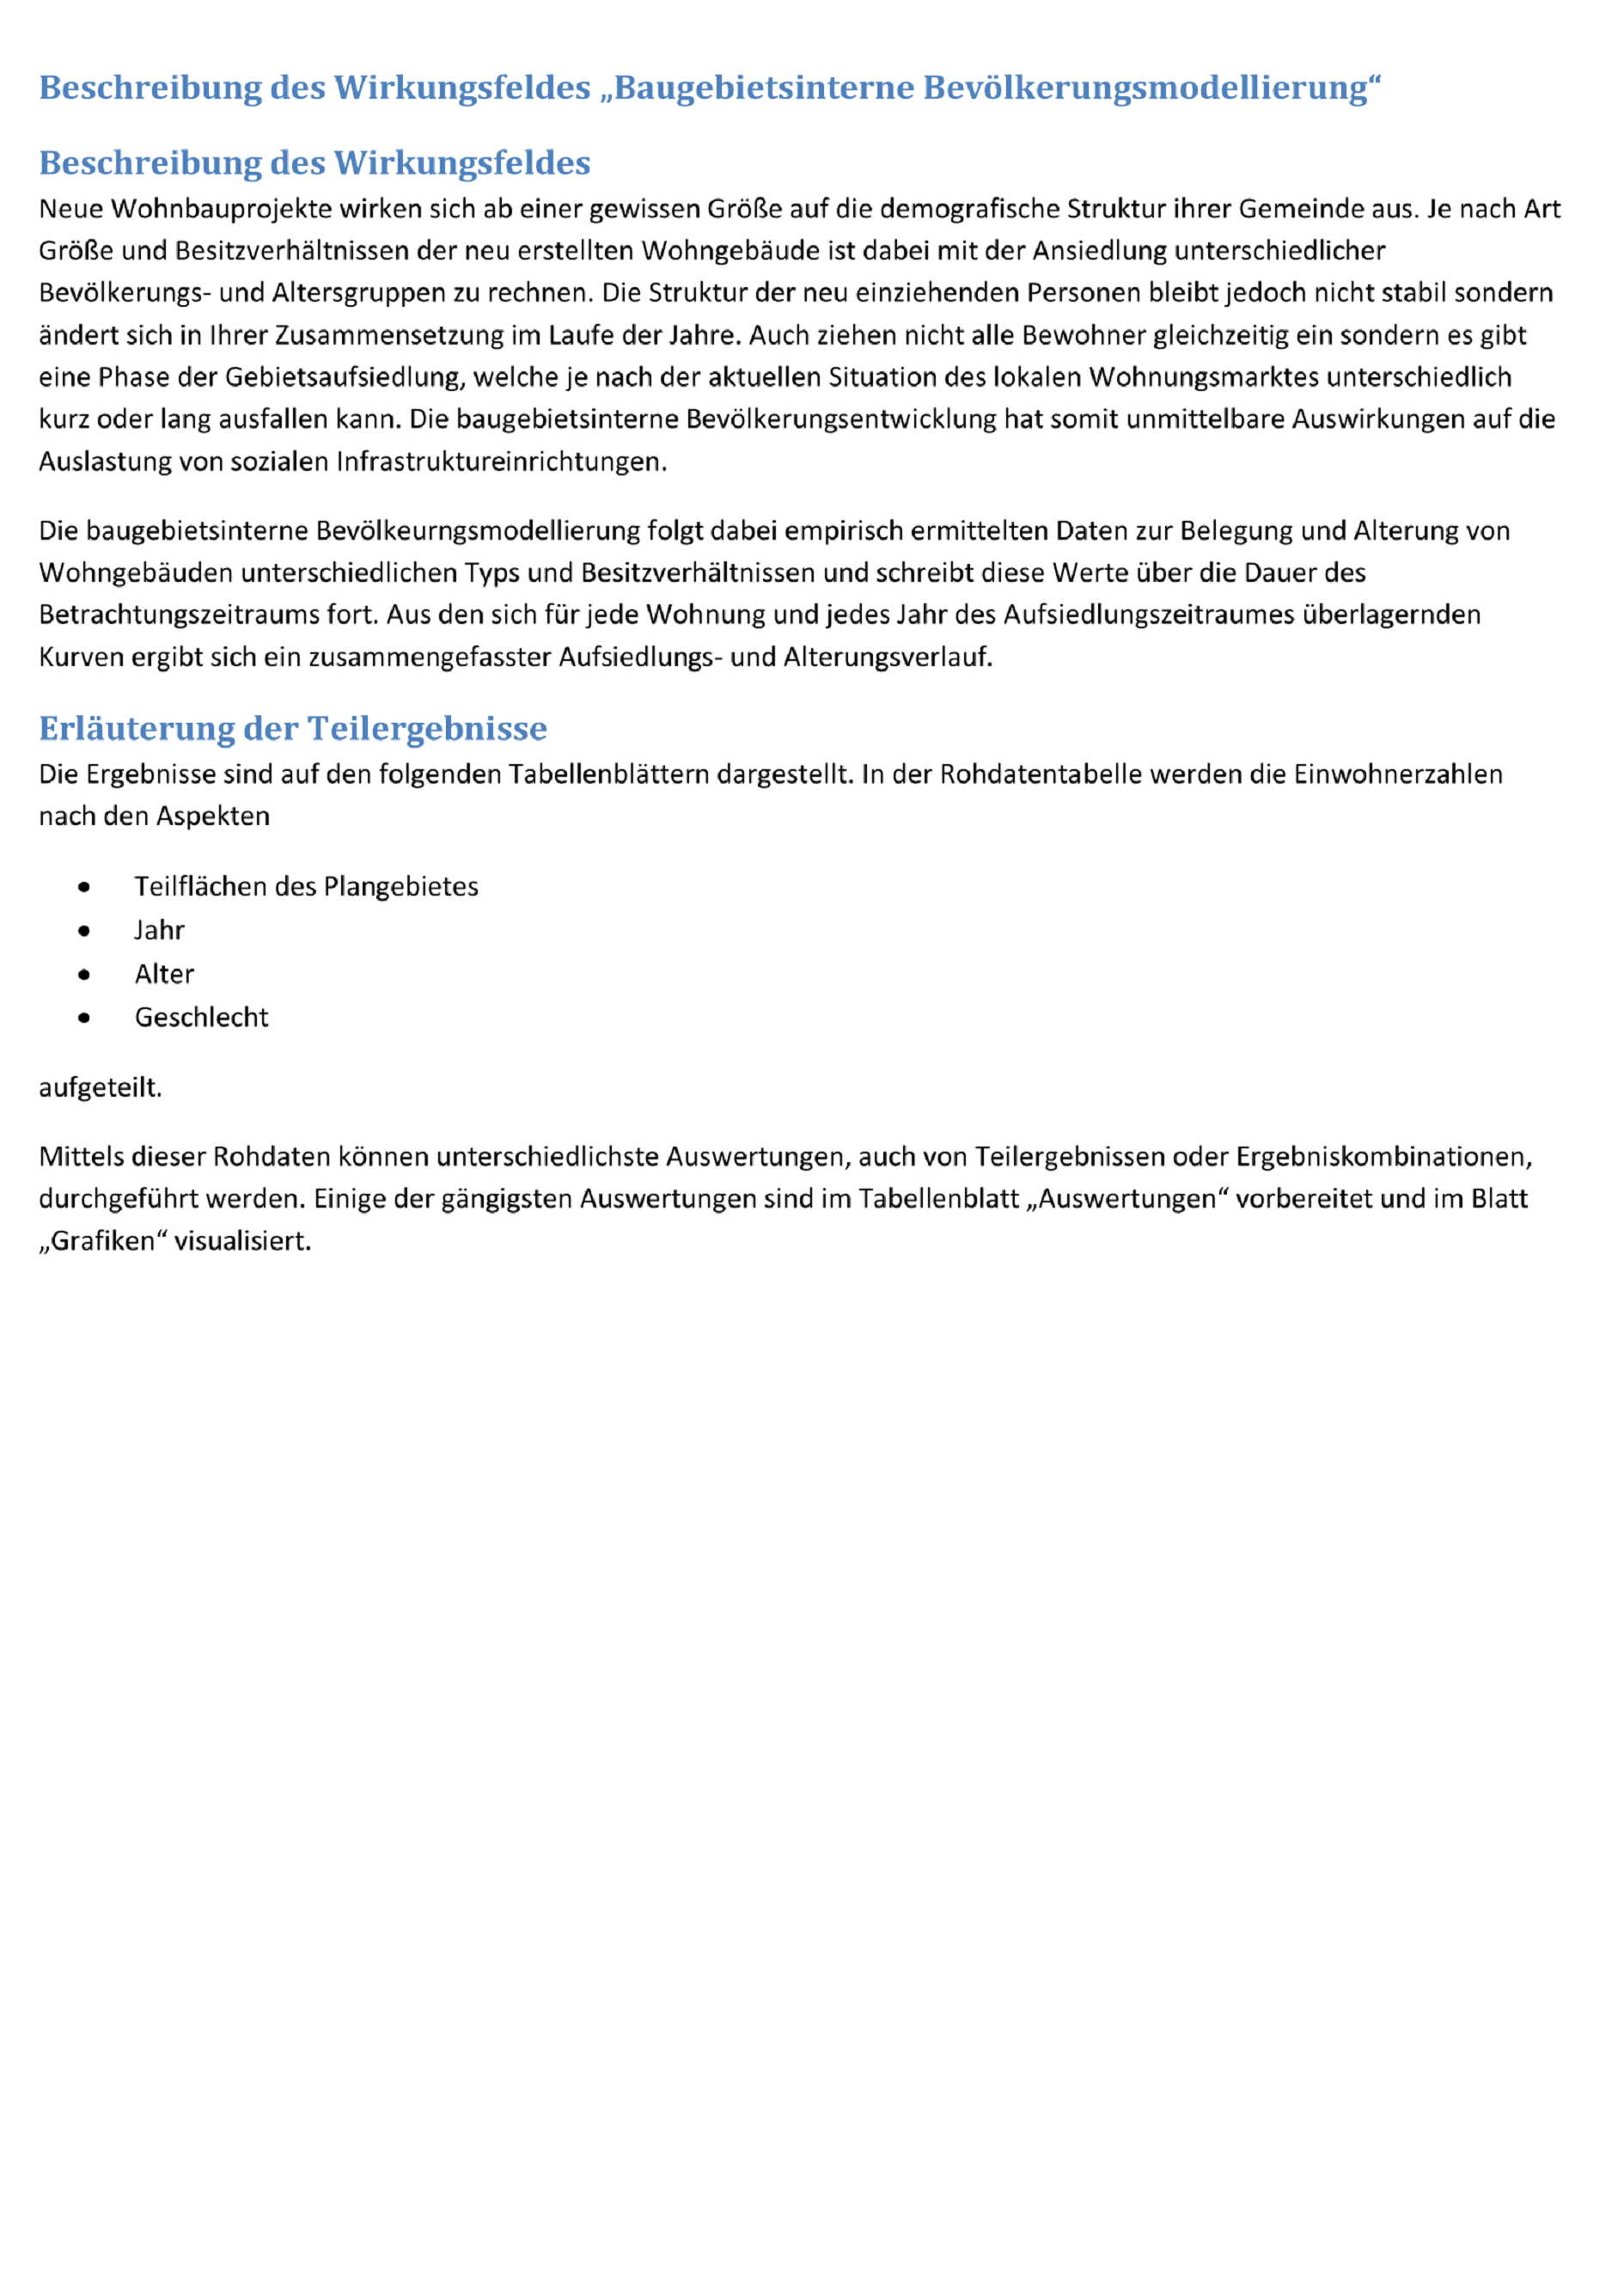 Beschreibung des Wirkungsfeldes „Baugebietsinterne Bevölkerungsmodellierung“
Beschreibung des Wirkungsfeldes
Neue Wohnbauprojekte wirken sich ab einer gewissen Größe auf die demografische Struktur ihrer Gemeinde aus. Je nach Art
Größe und Besitzverhältnissen der neu erstellten Wohngebäude ist dabei mit der Ansiedlung unterschiedlicher
Bevölkerungs- und Altersgruppen zu rechnen. Die Struktur der neu einziehenden Personen bleibt jedoch nicht stabil sondern
ändert sich in Ihrer Zusammensetzung im Laufe der Jahre. Auch ziehen nicht alle Bewohner gleichzeitig ein sondern es gibt
eine Phase der Gebietsaufsiedlung, welche je nach der aktuellen Situation des lokalen Wohnungsmarktes unterschiedlich
kurz oder lang ausfallen kann. Die baugebietsinterne Bevölkerungsentwicklung hat somit unmittelbare Auswirkungen auf die
Auslastung von sozialen Infrastruktureinrichtungen.
Die baugebietsinterne Bevölkeurngsmodellierung folgt dabei empirisch ermittelten Daten zur Belegung und Alterung von
Wohngebäuden unterschiedlichen Typs und Besitzverhältnissen und schreibt diese Werte über die Dauer des
Betrachtungszeitraums fort. Aus den sich für jede Wohnung und jedes Jahr des Aufsiedlungszeitraumes überlagernden
Kurven ergibt sich ein zusammengefasster Aufsiedlungs- und Alterungsverlauf.
Erläuterung der Teilergebnisse
Die Ergebnisse sind auf den folgenden Tabellenblättern dargestellt. In der Rohdatentabelle werden die Einwohnerzahlen
nach den Aspekten
• Teilflächen des Plangebietes
• Jahr
• Alter
• Geschlecht
aufgeteilt.
Mittels dieser Rohdaten können unterschiedlichste Auswertungen, auch von Teilergebnissen oder Ergebniskombinationen,
durchgeführt werden. Einige der gängigsten Auswertungen sind im Tabellenblatt „Auswertungen“ vorbereitet und im Blatt
„Grafiken“ visualisiert.